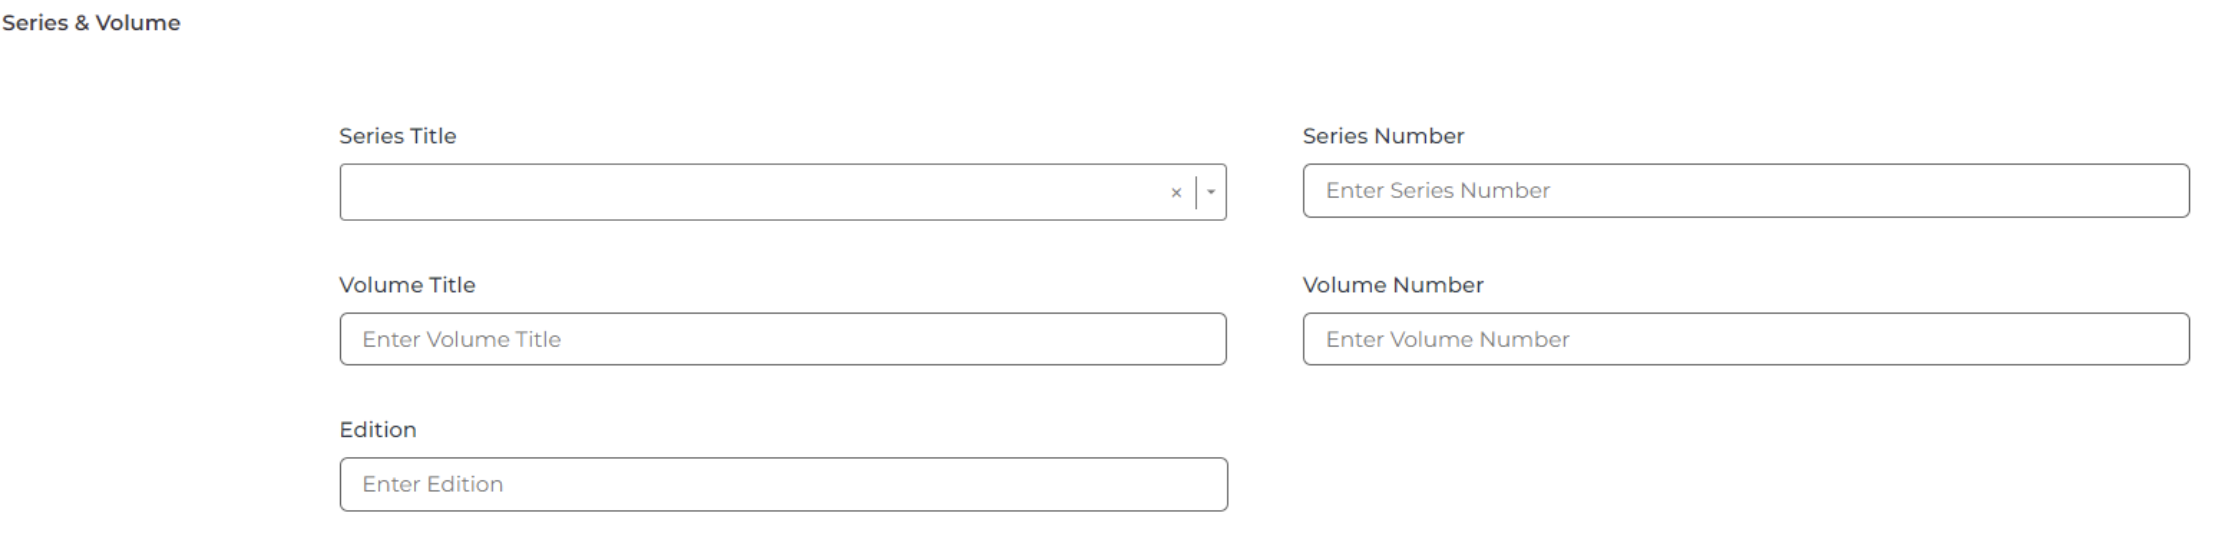 Series & Volume
Series Title
Series Number
Enter Series Number
Volume Title
Volume Number
Enter Volume Title
Enter Volume Number
Edition
Enter Edition